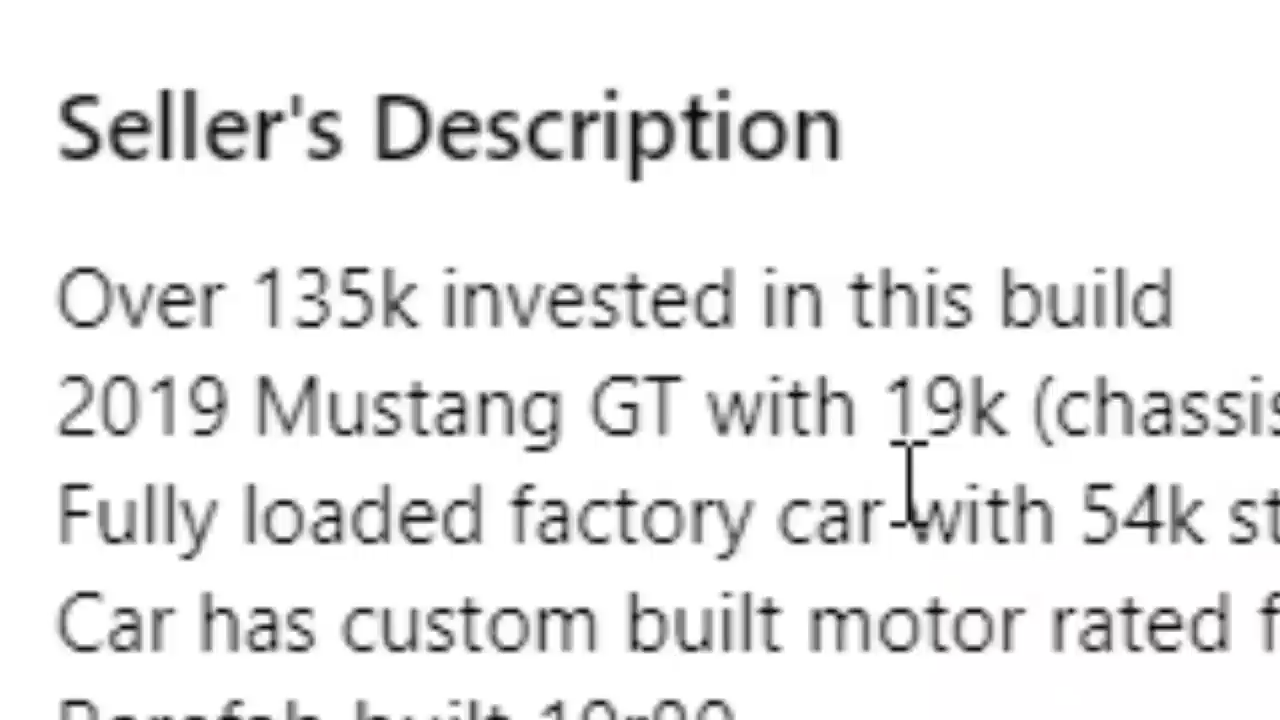 Seller's Description
Over 135k invested in this build
2019 Mustang GT with 19k (chassis
Fully loaded factory car with 54k st
Car has custom built motor rated f
built